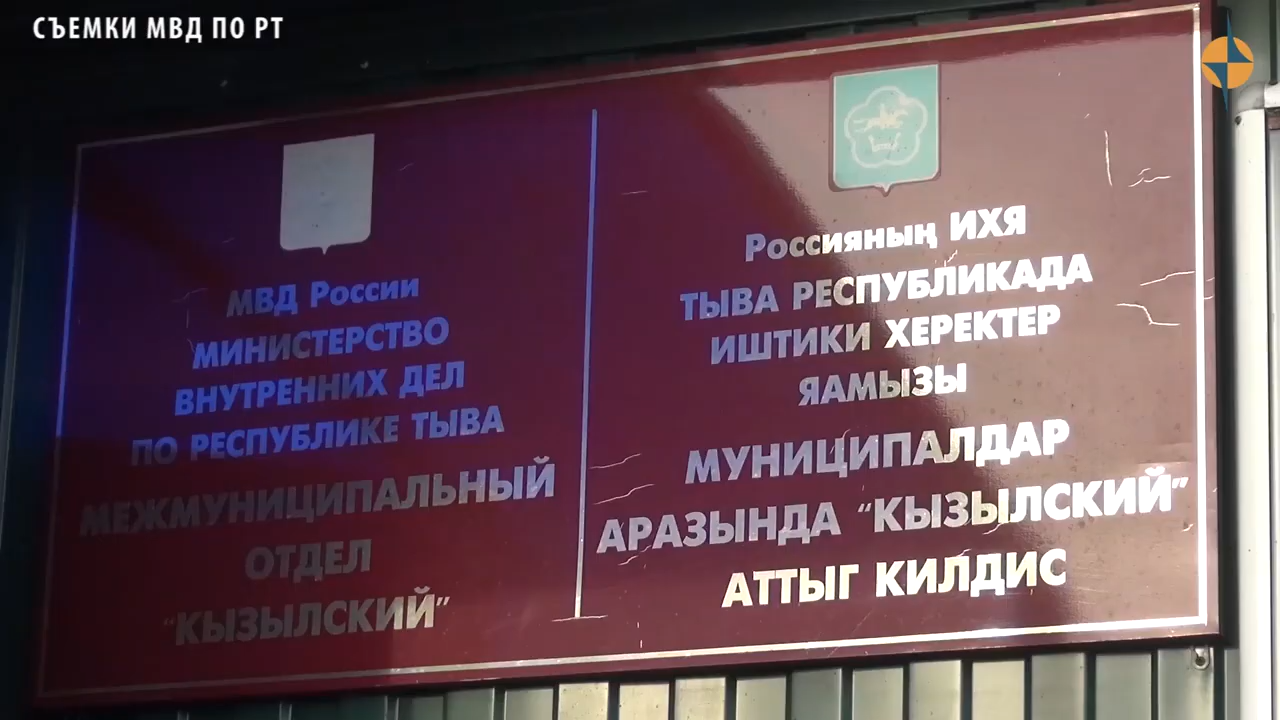 СЪЕМКИ МВД ПО РТ
МВД России
МИНИСТЕРСТВО
ВНУТРЕННИХ ДЕЛ
ПО РЕСПУБЛИКЕ ТЫВА
МЕЖМУНИЦИПАЛЬНЫЙ
ОТДЕЛ
“КЫЗЫЛСКИЙ”
Россияның ИХЯ
ТЫВА РЕСПУБЛИКАДА
ИШТИКИ ХЕРЕКТЕР
ЯАМЫЗЫ
МУНИЦИПАЛДАР
АРАЗЫНДА “КЫЗЫЛСКИЙ”
АТТЫГ КИЛДИС